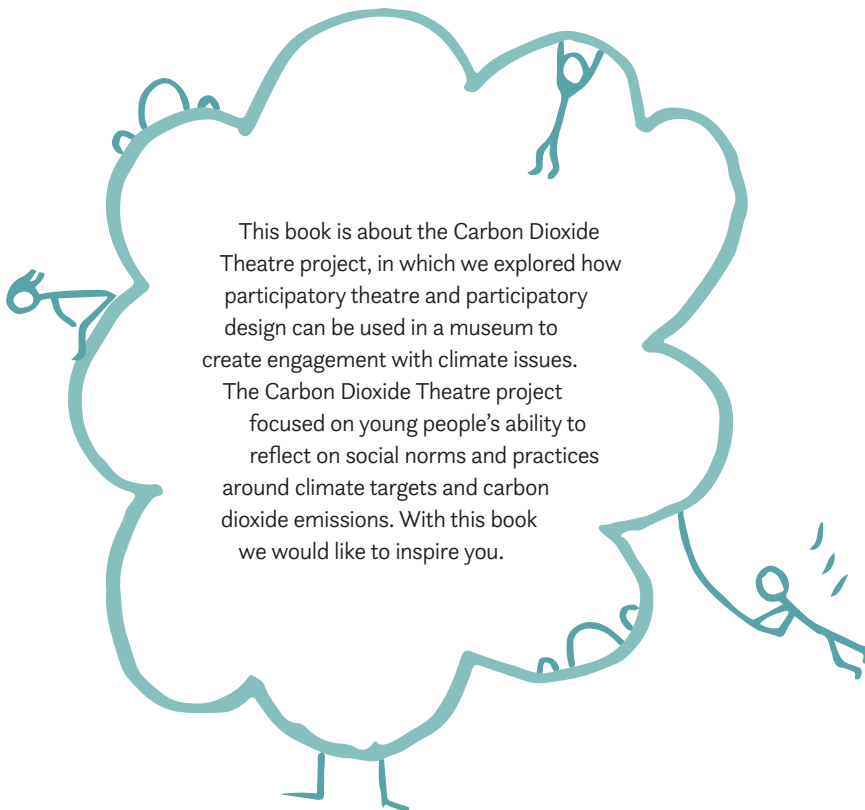 This book is about the Carbon Dioxide
Theatre project, in which we explored how
participatory theatre and participatory
design can be used in a museum to
create engagement with climate issues.
The Carbon Dioxide Theatre project
focused on young people’s ability to
reflect on social norms and practices
around climate targets and carbon
dioxide emissions. With this book
we would like to inspire you.